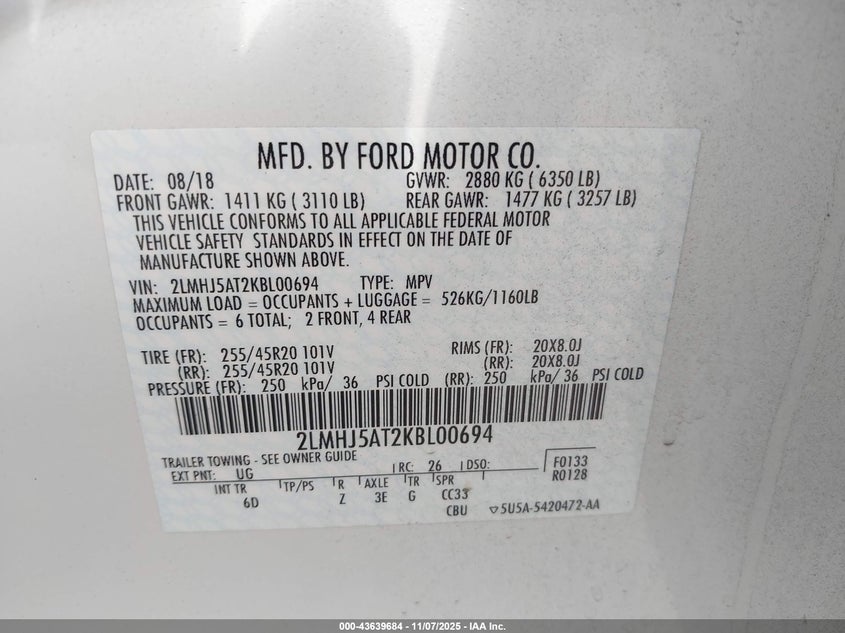 MFD. BY FORD MOTOR CO.
DATE: 08/18 GVWR: 2880 KG ( 6350 LB)
FRONT GAWR: 1411 KG ( 3110 LB) REAR GAWR: 1477 KG ( 3257 LB)
THIS VEHICLE CONFORMS TO ALL APPLICABLE FEDERAL MOTOR
VEHICLE SAFETY STANDARDS IN EFFECT ON THE DATE OF
MANUFACTURE SHOWN ABOVE.
VIN: 2LMHJ5AT2KBL00694 TYPE: MPV
MAXIMUM LOAD = OCCUPANTS + LUGGAGE = 526KG/1160LB
OCCUPANTS = 6 TOTAL; 2 FRONT, 4 REAR
TIRE (FR): 255/45R20 101V RIMS (FR): 20X8.0J
(RR): 255/45R20 101V (RR): 20X8.0J
PRESSURE (FR): 250 kPa/ 36 PSI COLD (RR): 250 kPa/ 36 PSI COLD
2LMHJ5AT2KBL00694
TRAILER TOWING - SEE OWNER GUIDE
EXT PNT: UG RC: 26 DSO: F0133
R0128
INT TR TP/PS R AXLE TR SPR
6D Z 3E G CC33
CBU ▽5U5A-5420472-AA
000-43639684 - 11/07/2025 - IAA Inc.